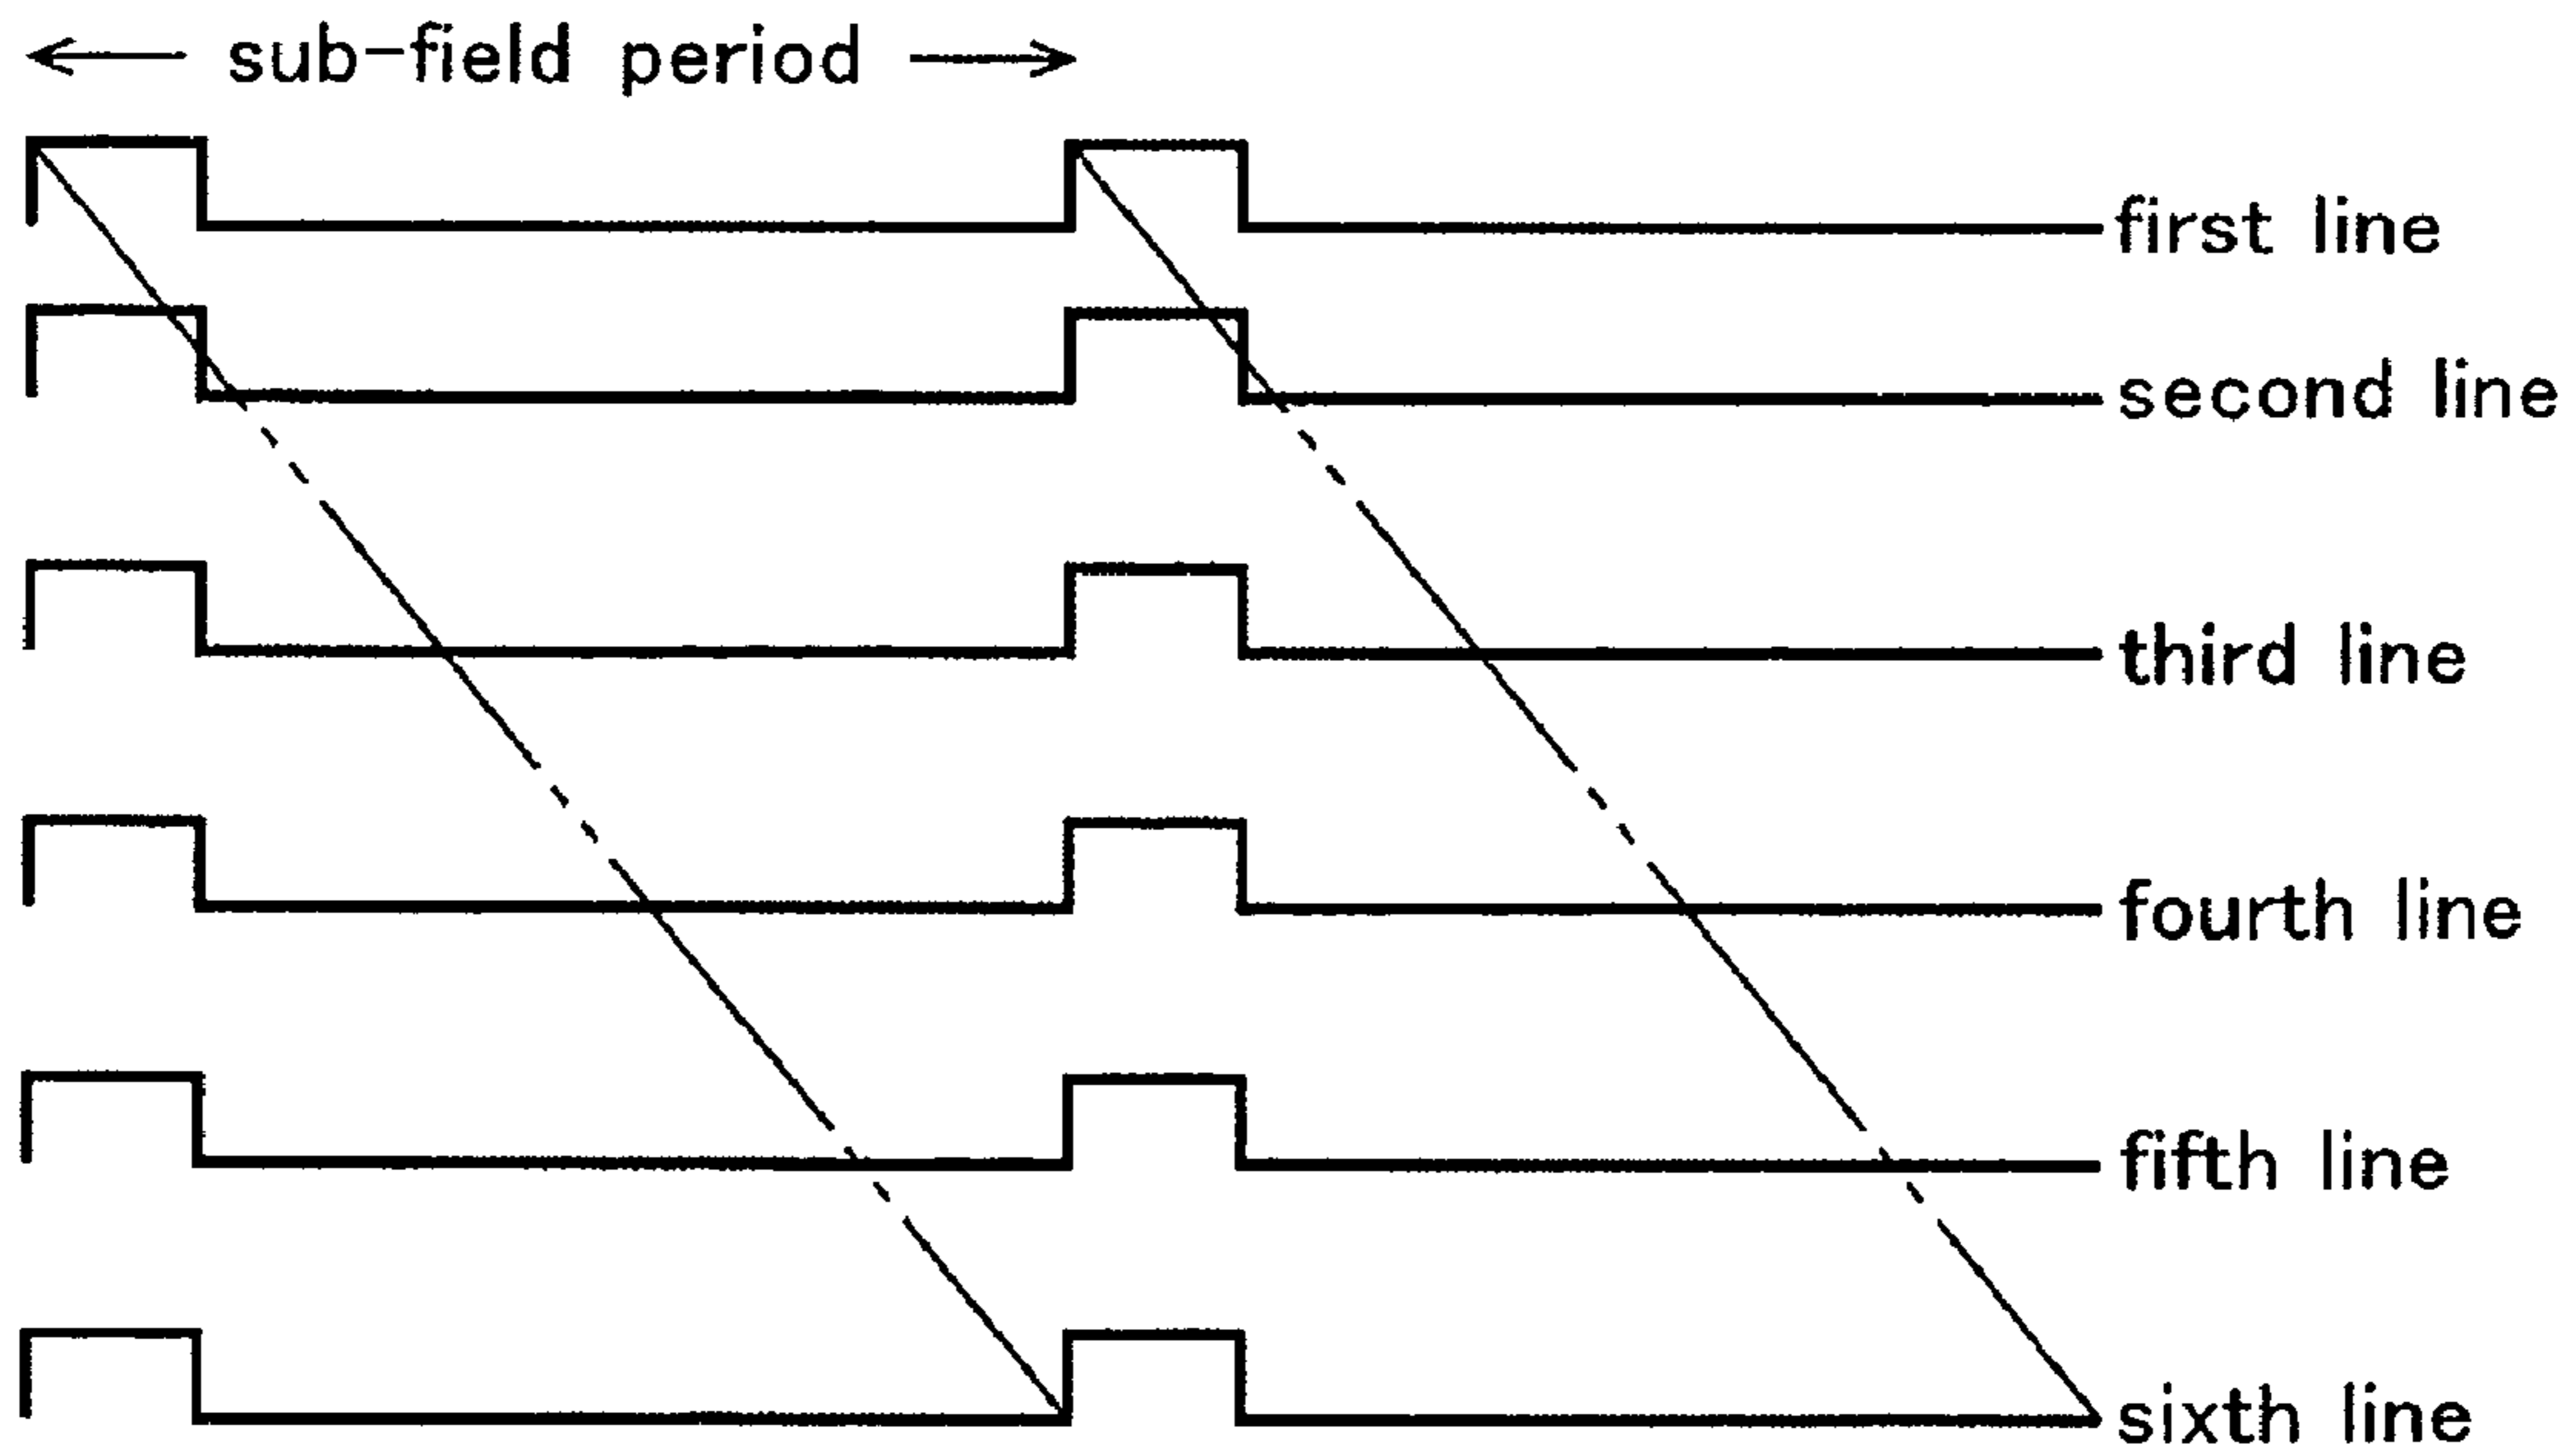 sub-field period
first line
second line
third line
fourth line
fifth line
sixth line